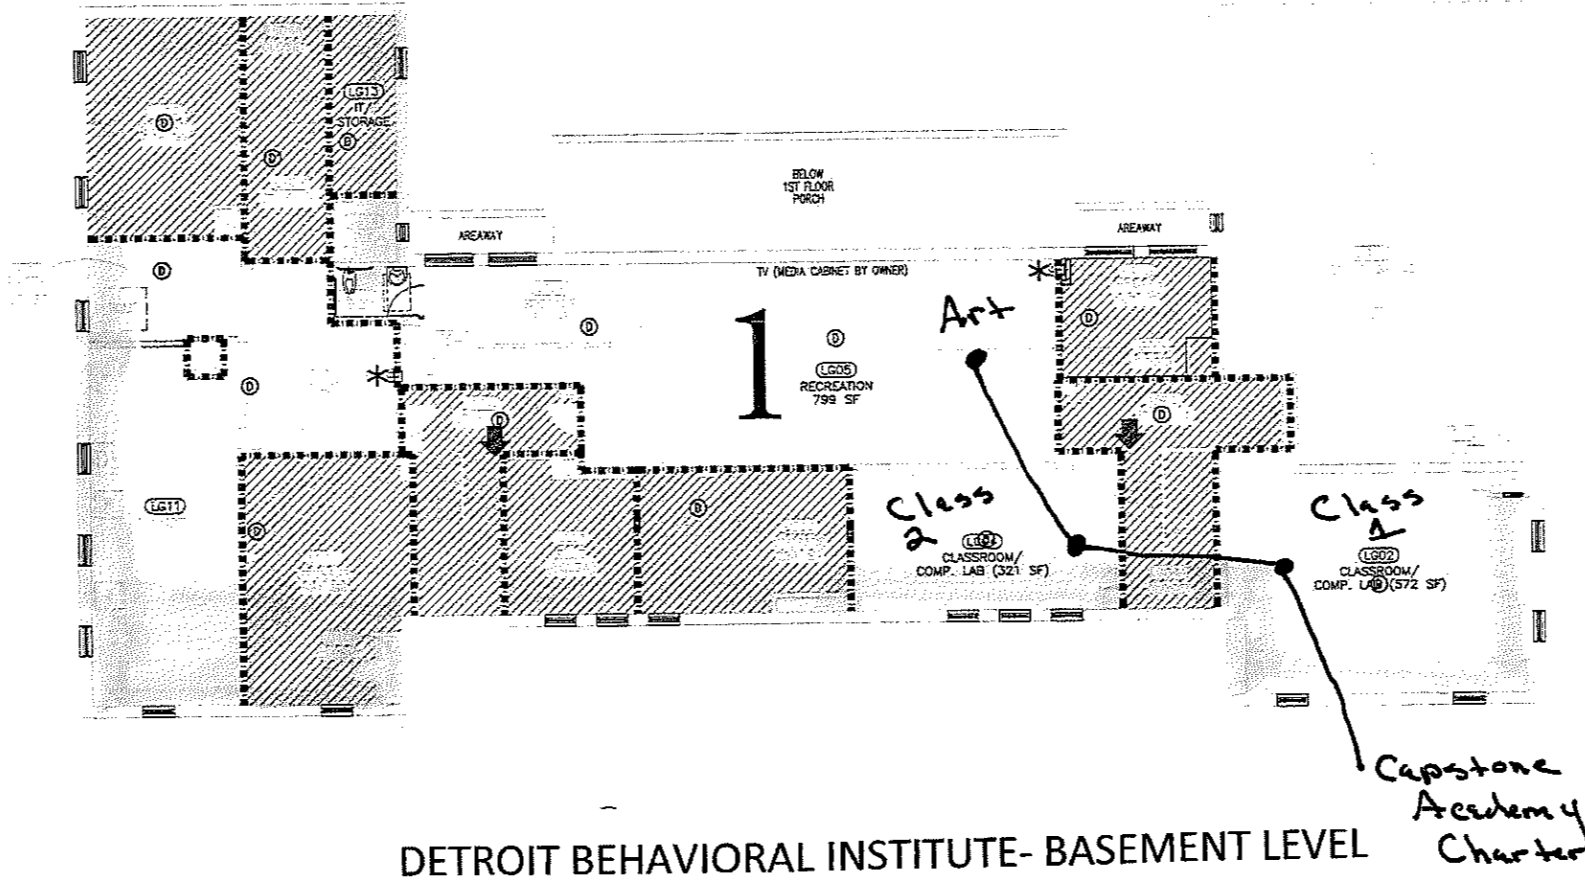 LG13
IT/
STORAGE
D
D
B
BELOW
1ST FLOOR
PORCH
AREAWAY
AREAWAY
TV (MEDIA CABINET BY OWNER)
D
D
D
D
D
1
Art
LG05
RECREATION
799 SF
D
D
LG11
D
D
Class
2
CLASSROOM/
COMP. LAB (321 SF)
Class
1
LG02
CLASSROOM/
COMP. LAB (572 SF)
Capstone
Academy
Charter
DETROIT BEHAVIORAL INSTITUTE- BASEMENT LEVEL